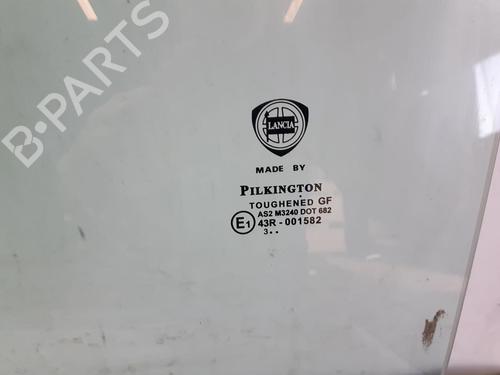 B-PARTS
LANCIA
MADE BY
PILKINGTON
TOUGHENED GF
AS2 M3240 DOT 682
E1 43R - 001582
3..